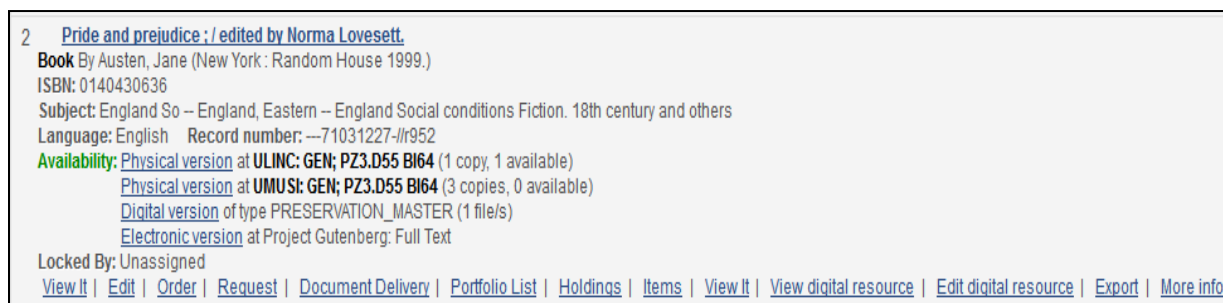 2 Pride and prejudice ; / edited by Norma Lovesett.
Book By Austen, Jane (New York : Random House 1999.)
ISBN: 0140430636
Subject: England So -- England, Eastern -- England Social conditions Fiction. 18th century and others
Language: English Record number: ---71031227-//r952
Availability: Physical version at ULINC: GEN; PZ3.D55 BI64 (1 copy, 1 available)
Physical version at UMUSI: GEN; PZ3.D55 BI64 (3 copies, 0 available)
Digital version of type PRESERVATION_MASTER (1 file/s)
Electronic version at Project Gutenberg: Full Text
Locked By: Unassigned
View It | Edit | Order | Request | Document Delivery | Portfolio List | Holdings | Items | View It | View digital resource | Edit digital resource | Export | More info